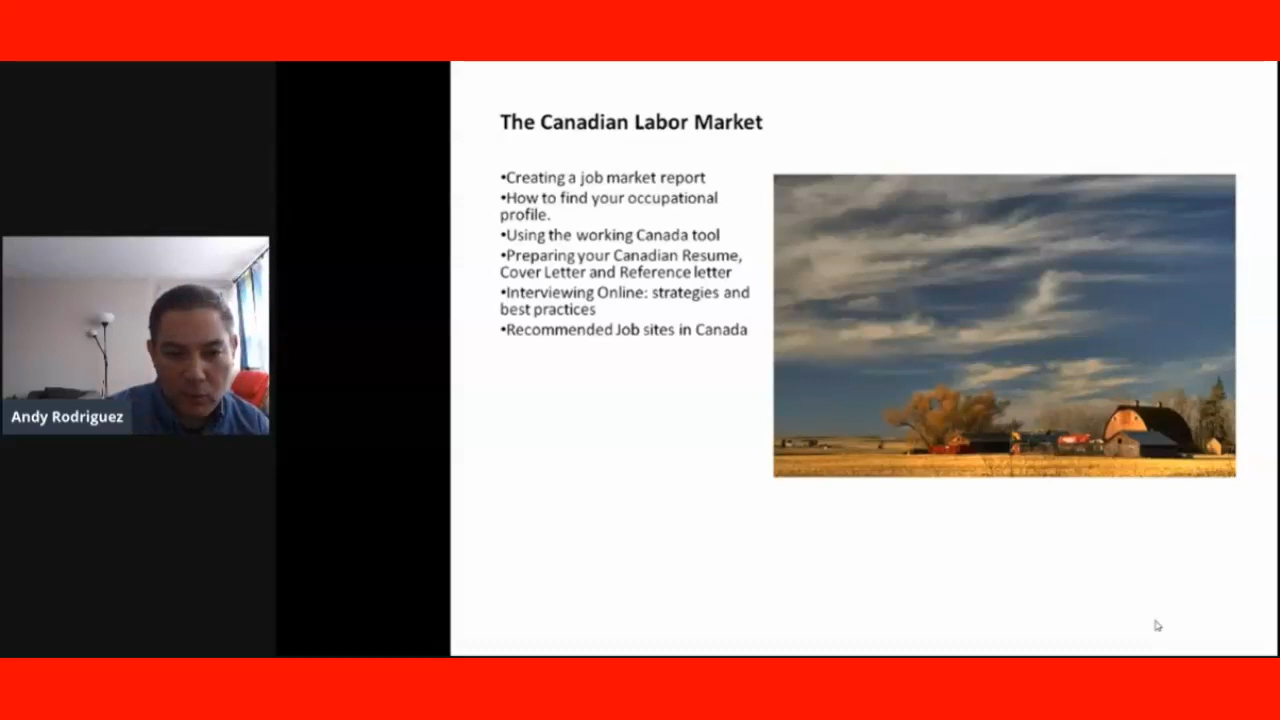 The Canadian Labor Market
•Creating a job market report
•How to find your occupational
profile.
•Using the working Canada tool
•Preparing your Canadian Resume,
Cover Letter and Reference letter
•Interviewing Online: strategies and
best practices
•Recommended Job sites in Canada
Andy Rodriguez